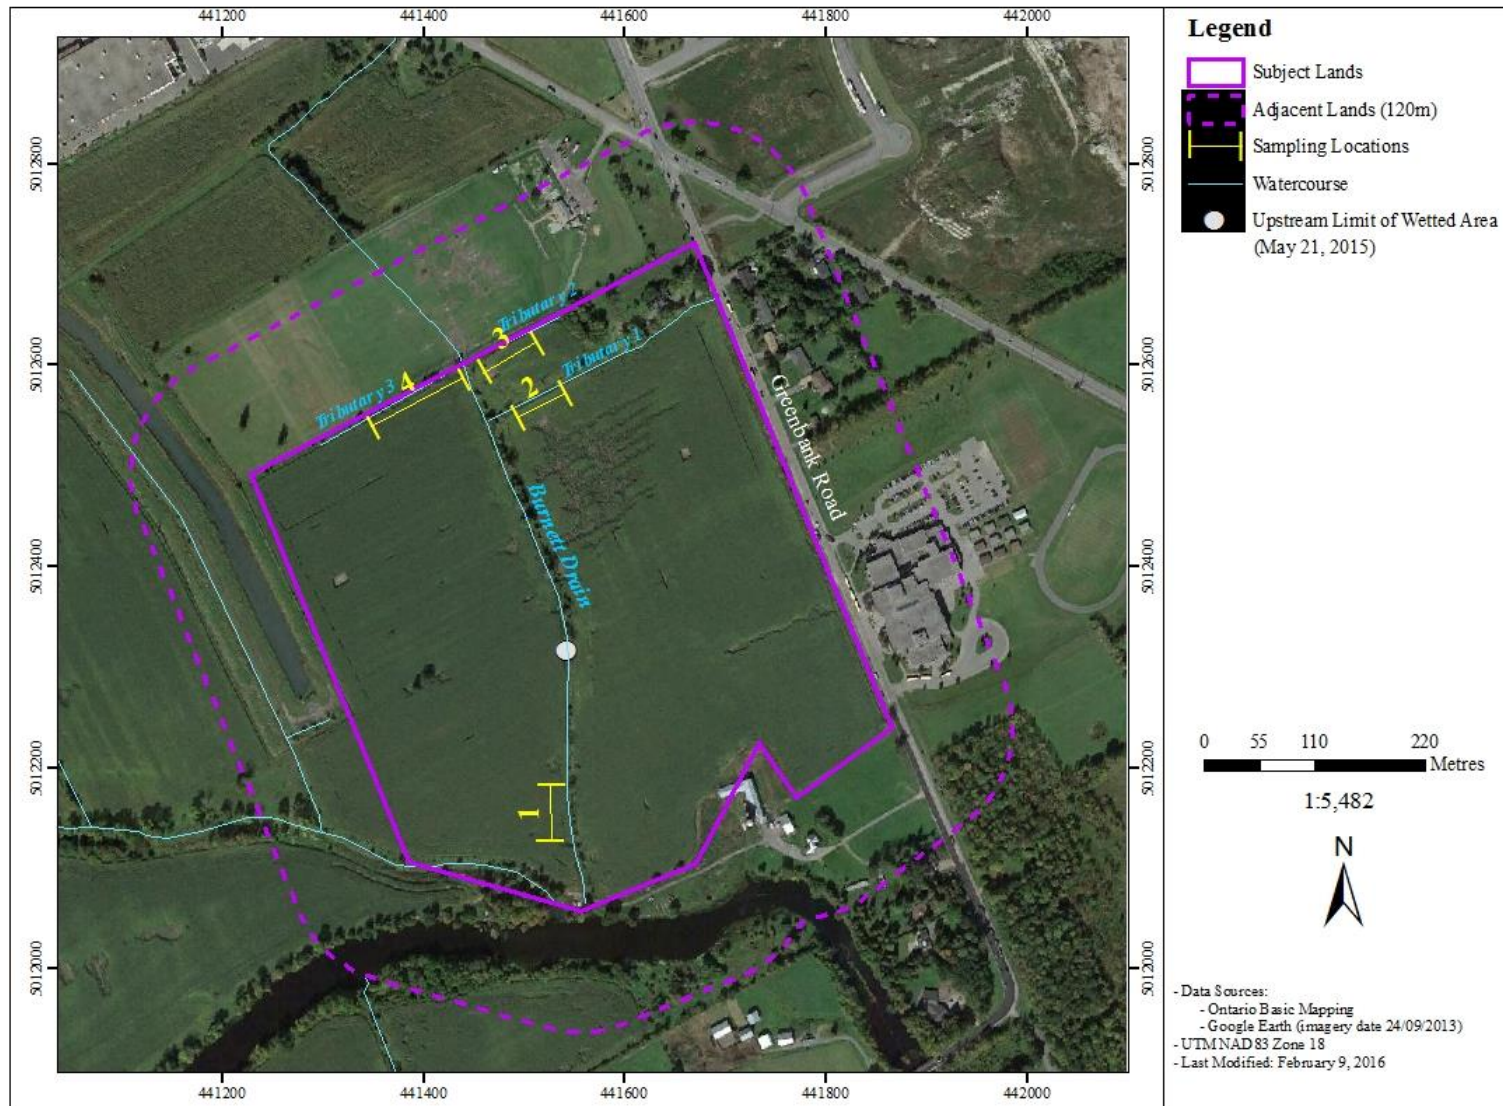 441200
441400
441600
441800
442000
5012800
5012600
5012400
5012200
5012000
5012800
5012600
5012400
5012200
5012000
441200
441400
441600
441800
442000
Tributary 2
3
Tributary 1
2
Tributary 3
4
Greenbank Road
Burnett Drain
1
Legend
Subject Lands
Adjacent Lands (120m)
Sampling Locations
Watercourse
Upstream Limit of Wetted Area
(May 21, 2015)
0 55 110 220
Metres
1:5,482
N
- Data Sources:
- Ontario Basic Mapping
- Google Earth (imagery date 24/09/2013)
- UTM NAD83 Zone 18
- Last Modified: February 9, 2016